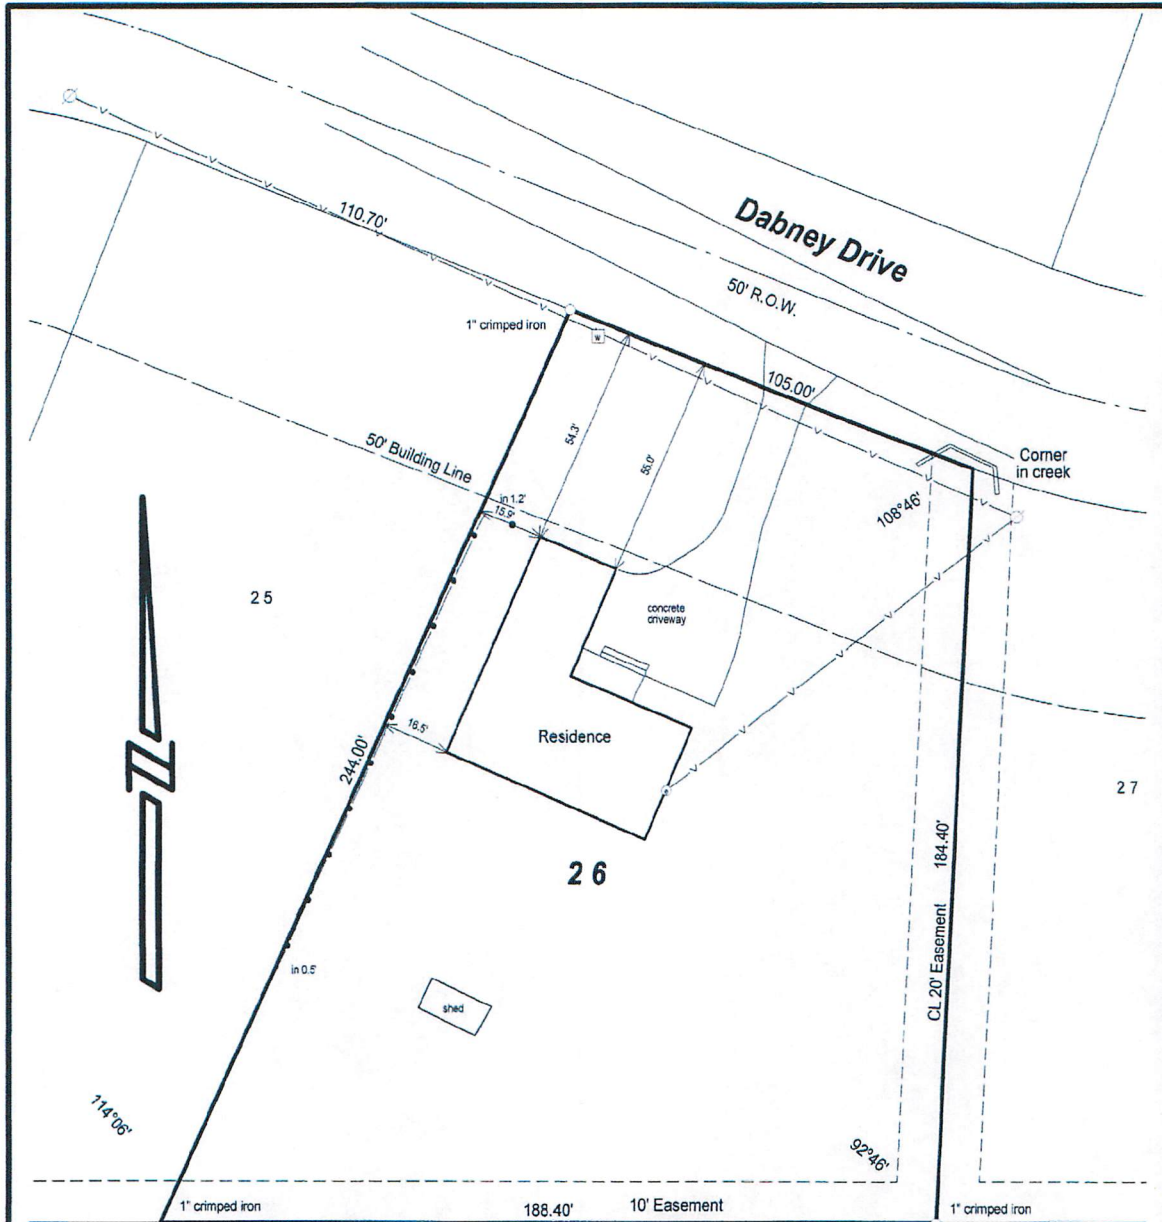 110.70'
Dabney Drive
50' R.O.W.
1" crimped iron
W
105.00'
54.3'
55.0'
50' Building Line
Corner
in creek
108°46'
in 1.2'
15.9'
25
concrete
driveway
16.5'
Residence
244.00'
27
26
CL 20' Easement 184.40'
in 0.5'
shed
114°06'
92°46'
1" crimped iron
188.40'
10' Easement
1" crimped iron